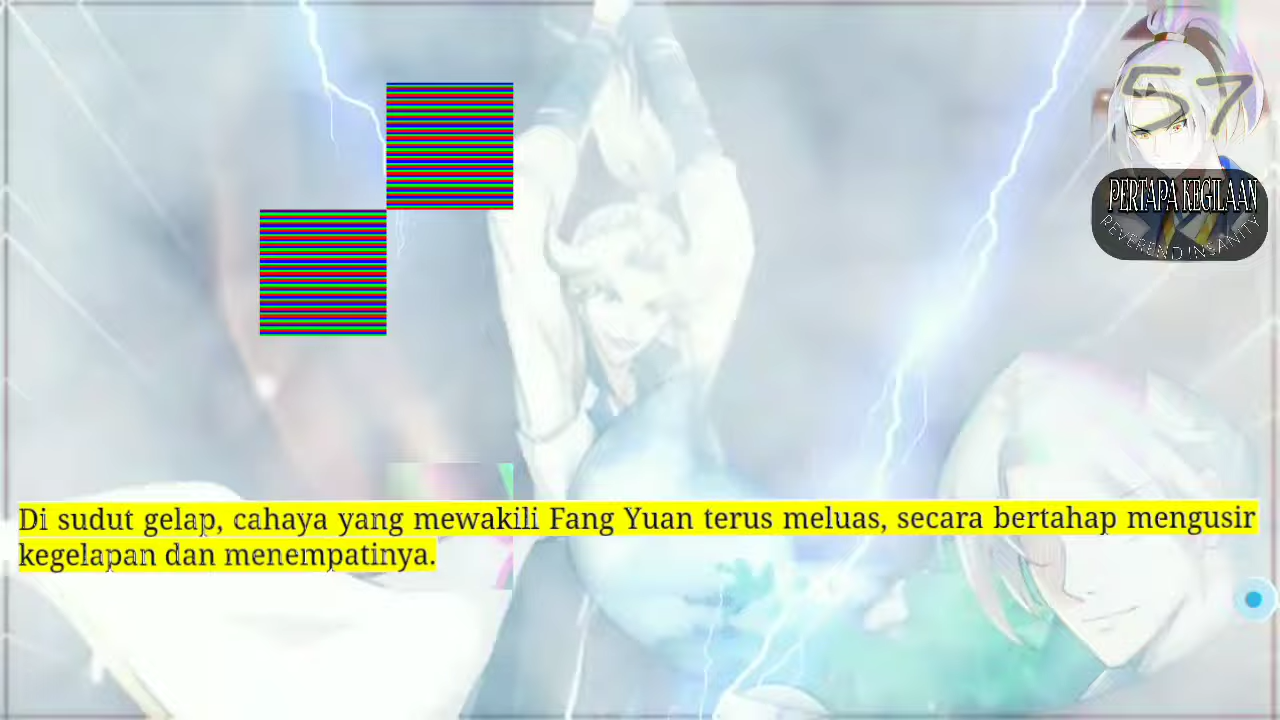 57
PERTAPA KEGILAAN
REVEREND INSANITY
Di sudut gelap, cahaya yang mewakili Fang Yuan terus meluas, secara bertahap mengusir
kegelapan dan menempatinya.